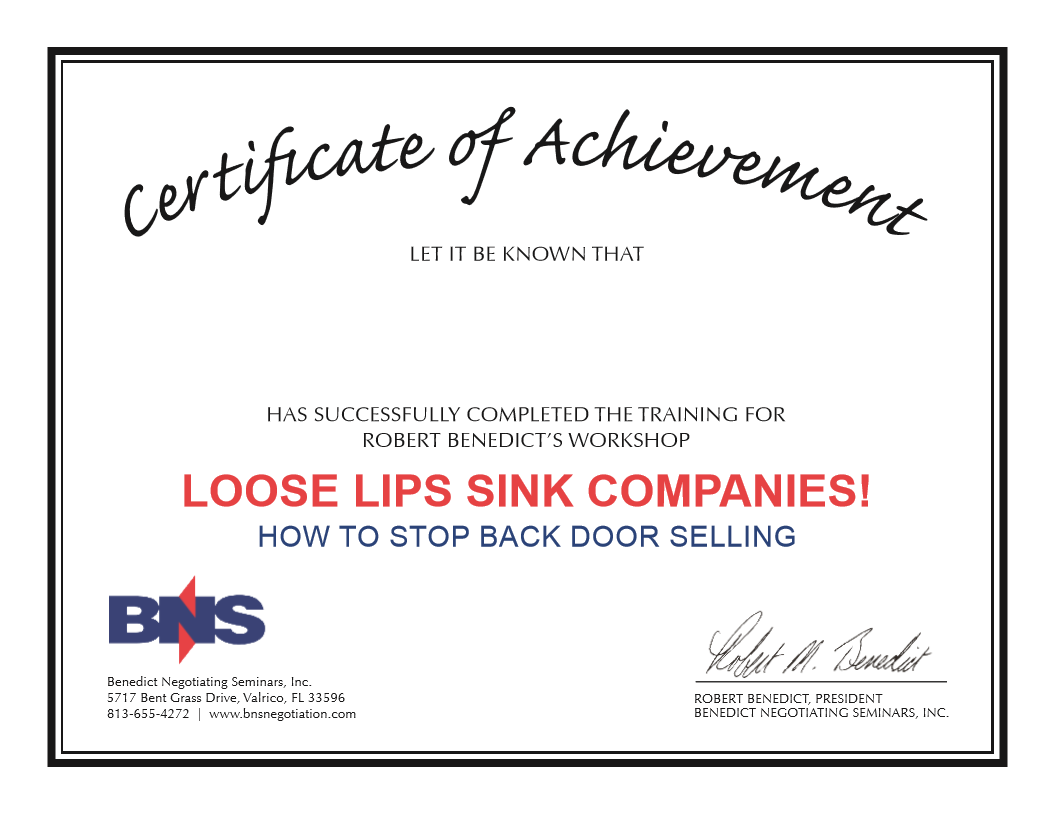 Certificate of Achievement
LET IT BE KNOWN THAT
HAS SUCCESSFULLY COMPLETED THE TRAINING FOR
ROBERT BENEDICT’S WORKSHOP
LOOSE LIPS SINK COMPANIES!
HOW TO STOP BACK DOOR SELLING
BNS
Benedict Negotiating Seminars, Inc.
5717 Bent Grass Drive, Valrico, FL 33596
813-655-4272 | www.bnsnegotiation.com
Robert M. Benedict
ROBERT BENEDICT, PRESIDENT
BENEDICT NEGOTIATING SEMINARS, INC.